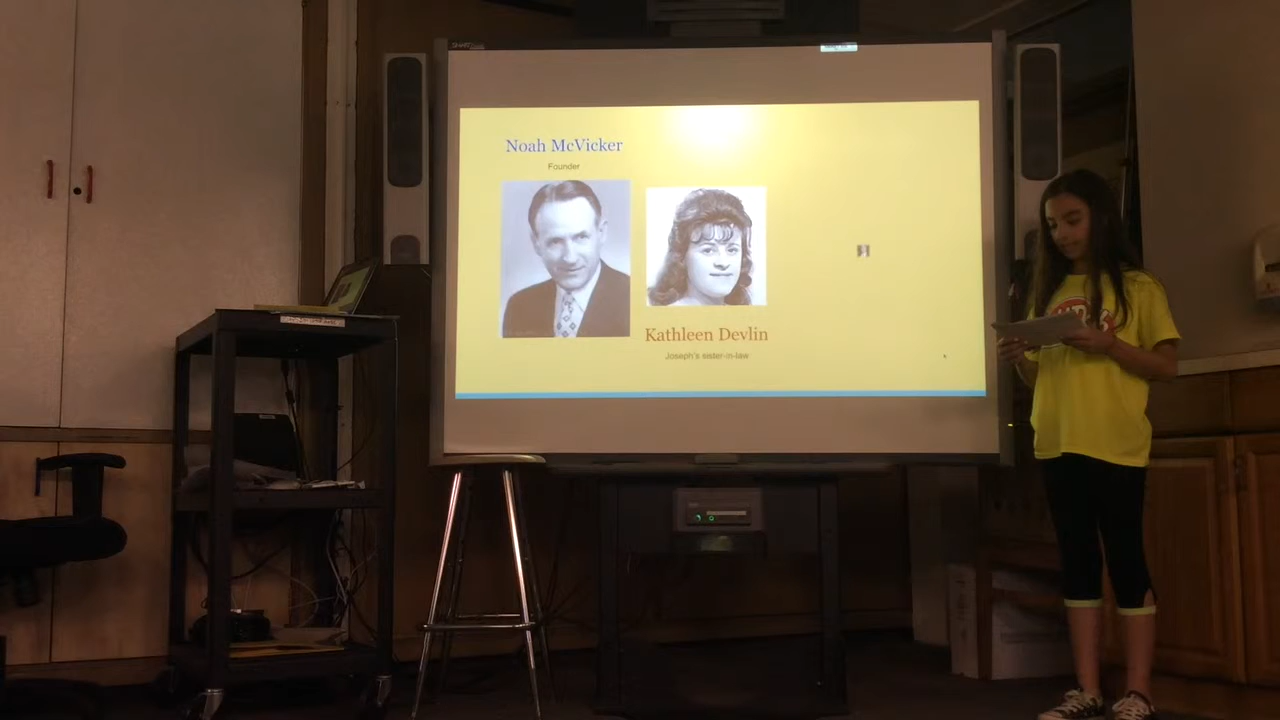 Noah McVicker
Founder
Kathleen Devlin
Joseph's sister-in-law